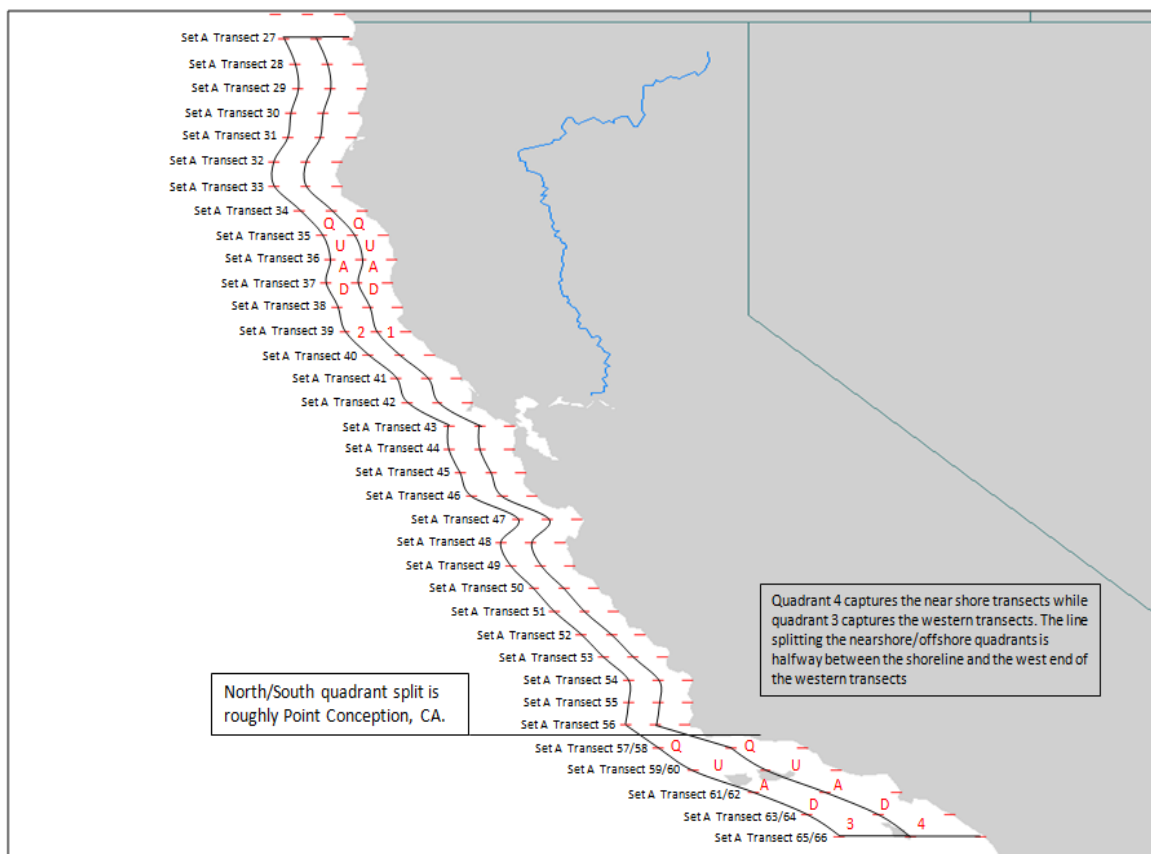 Set A Transect 27
Set A Transect 28
Set A Transect 29
Set A Transect 30
Set A Transect 31
Set A Transect 32
Set A Transect 33
Set A Transect 34
Q Q
Set A Transect 35
U U
Set A Transect 36
A A
Set A Transect 37
D D
Set A Transect 38
Set A Transect 39
2 1
Set A Transect 40
Set A Transect 41
Set A Transect 42
Set A Transect 43
Set A Transect 44
Set A Transect 45
Set A Transect 46
Set A Transect 47
Set A Transect 48
Set A Transect 49
Set A Transect 50
Set A Transect 51
Set A Transect 52
Set A Transect 53
Set A Transect 54
Set A Transect 55
Set A Transect 56
Quadrant 4 captures the near shore transects while
quadrant 3 captures the western transects. The line
splitting the nearshore/offshore quadrants is
halfway between the shoreline and the west end of
the western transects
North/South quadrant split is
roughly Point Conception, CA.
Set A Transect 57/58
Q Q
Set A Transect 59/60
U U
Set A Transect 61/62
A A
Set A Transect 63/64
D D
3 4
Set A Transect 65/66